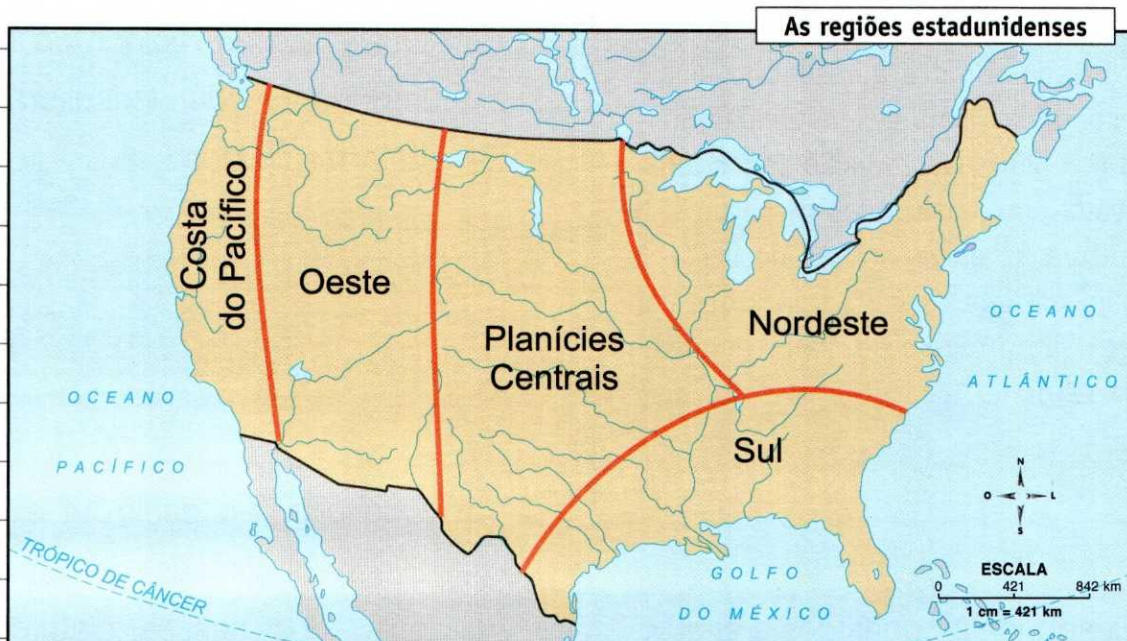 As regiões estadunidenses
Costa
do Pacífico
Oeste
Planícies
Centrais
Nordeste
Sul
OCEANO
PACÍFICO
OCEANO
ATLÂNTICO
GOLFO
DO MÉXICO
TRÓPICO DE CÂNCER
N
O
L
S
ESCALA
0 421 842 km
1 cm = 421 km